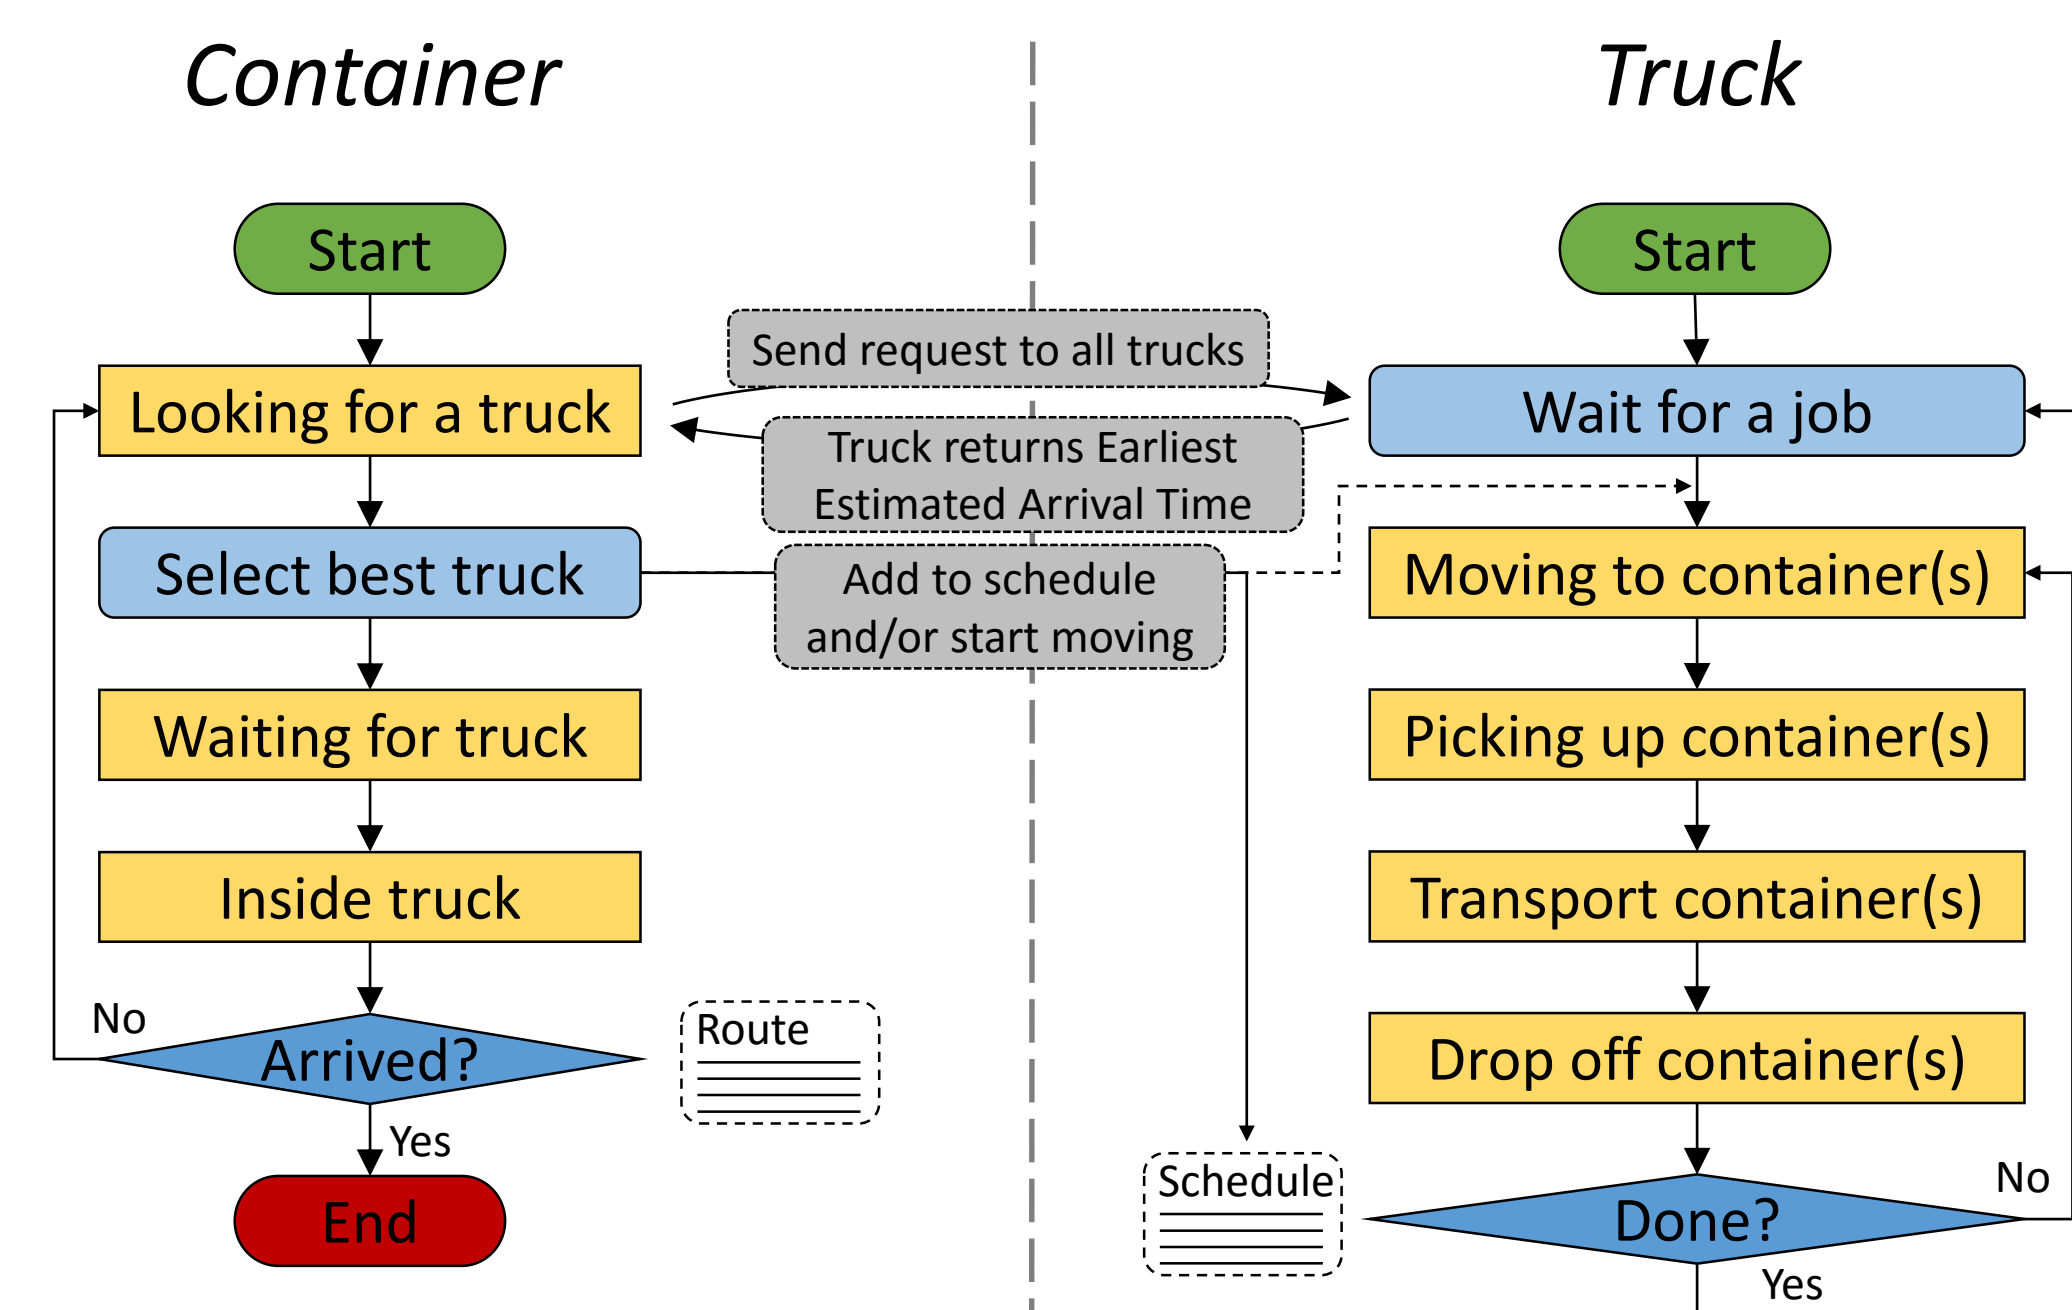 Container
Truck
Start
Start
Send request to all trucks
Looking for a truck
Wait for a job
Truck returns Earliest
Estimated Arrival Time
Select best truck
Add to schedule
and/or start moving
Moving to container(s)
Waiting for truck
Picking up container(s)
Inside truck
Transport container(s)
No
Route
Arrived?
Drop off container(s)
Yes
Schedule
No
End
Done?
Yes